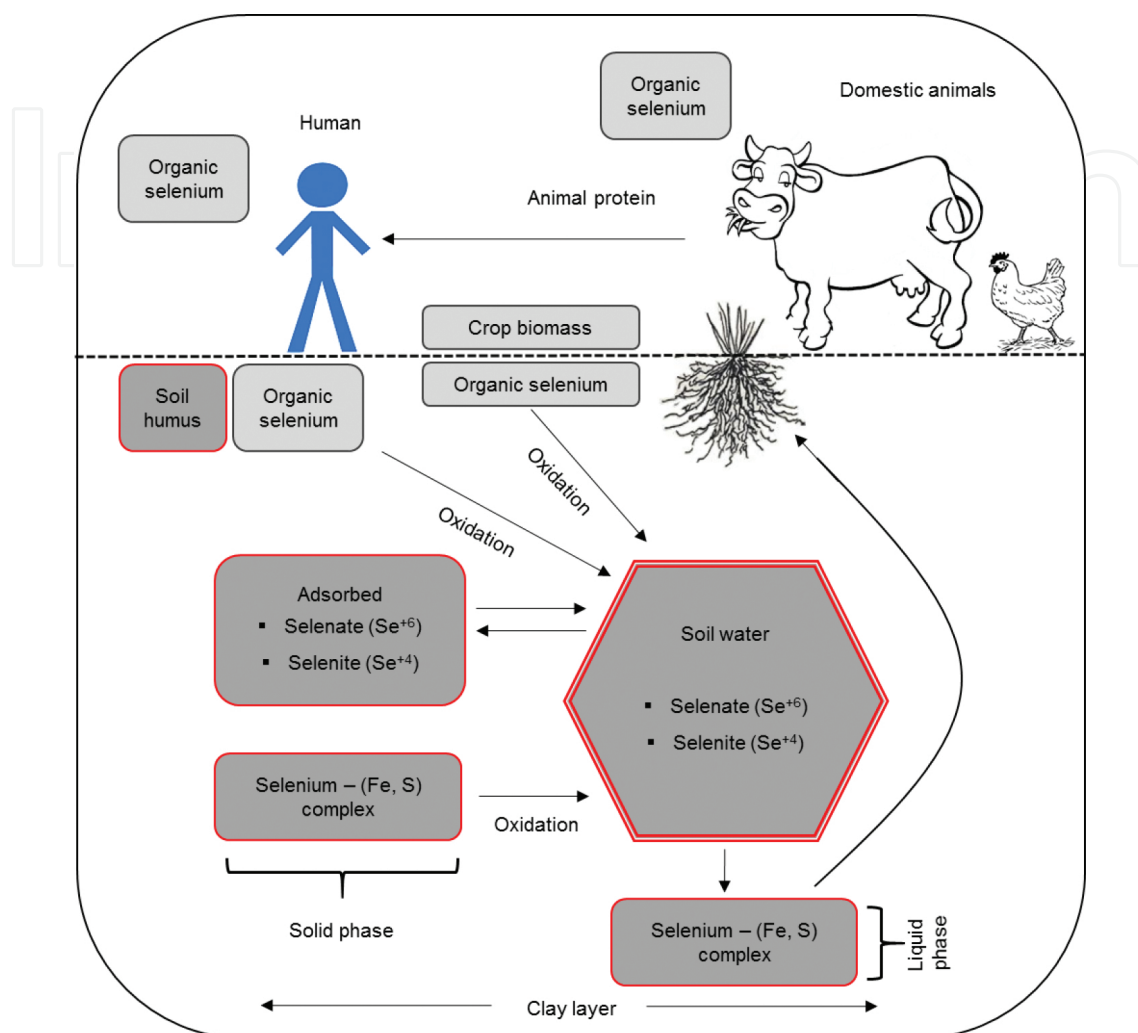 Organic
selenium
Domestic animals
Human
Organic
selenium
Animal protein
Crop biomass
Organic selenium
Soil
humus
Organic
selenium
Oxidation
Oxidation
Adsorbed
▪ Selenate (Se⁺⁶)
▪ Selenite (Se⁺⁴)
Soil water
▪ Selenate (Se⁺⁶)
▪ Selenite (Se⁺⁴)
Selenium – (Fe, S)
complex
Oxidation
Solid phase
Selenium – (Fe, S)
complex
Liquid
phase
Clay layer